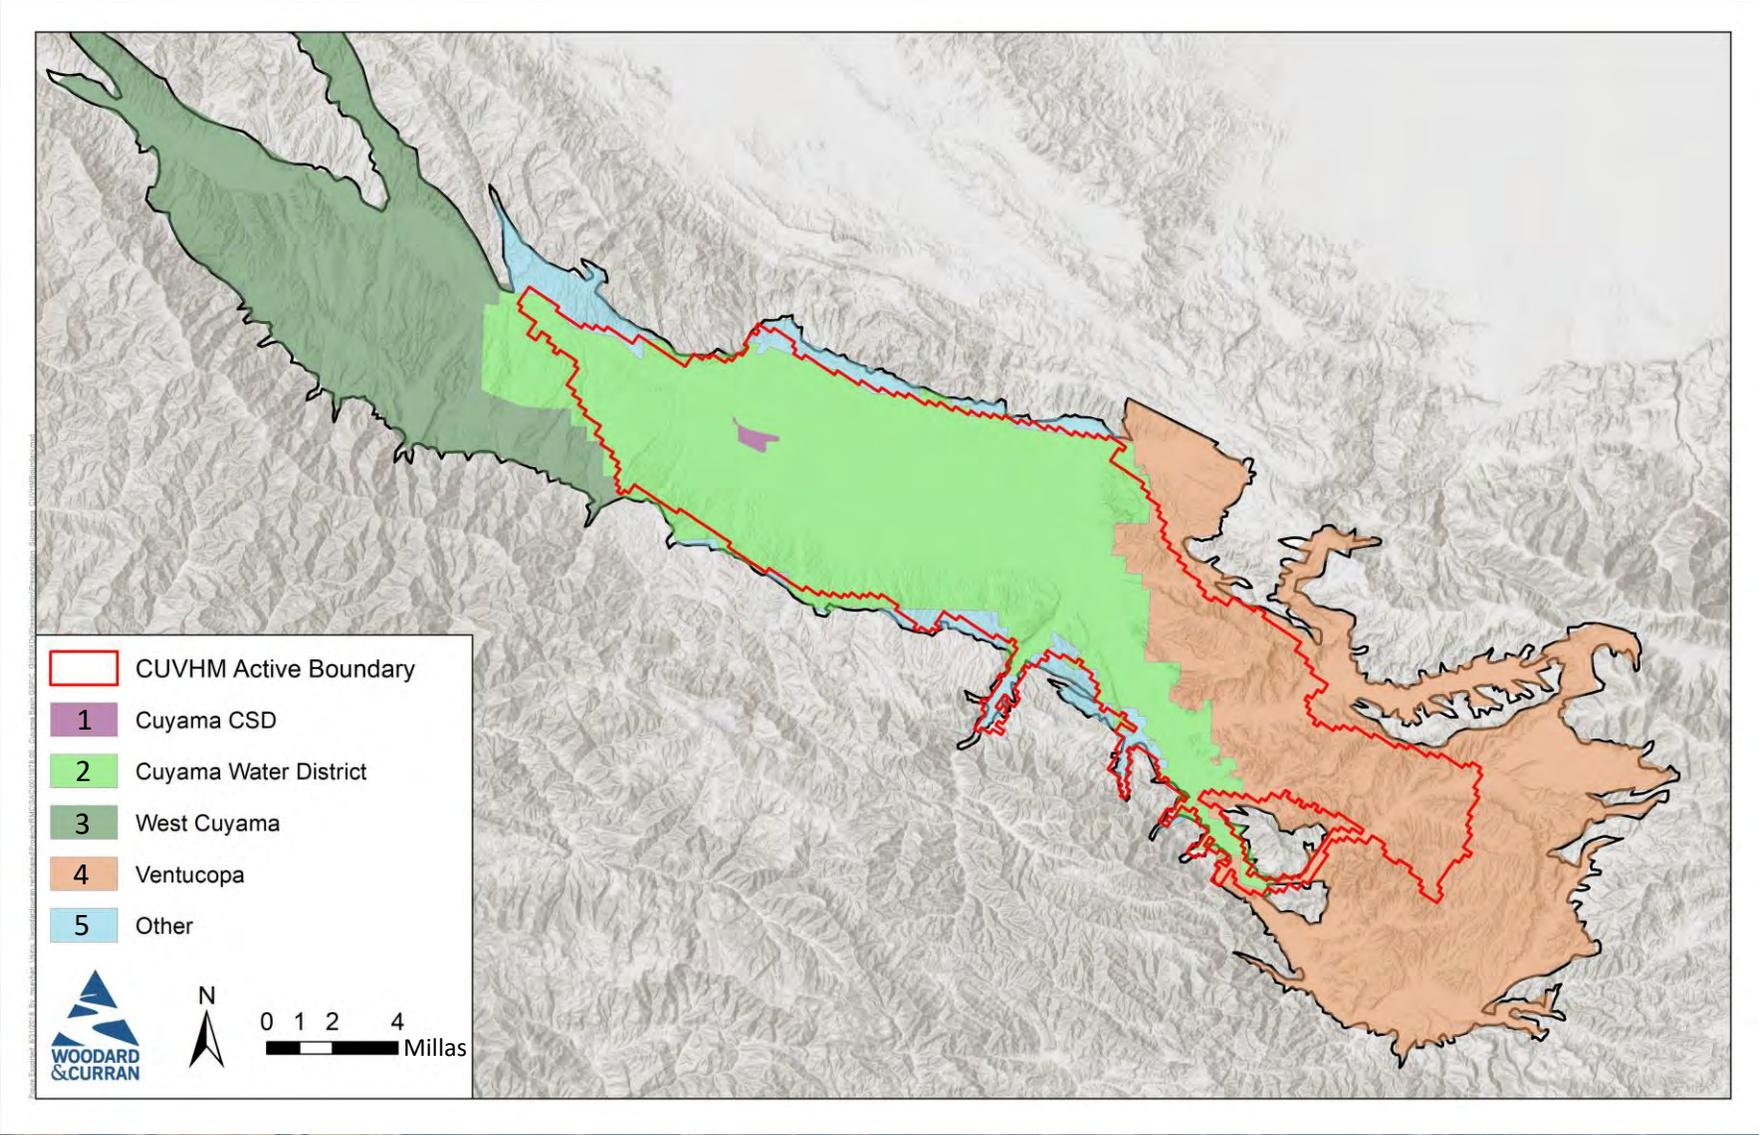 CUVHM Active Boundary
1 Cuyama CSD
2 Cuyama Water District
3 West Cuyama
4 Ventucopa
5 Other
N
0 1 2 4
Millas
WOODARD
&CURRAN